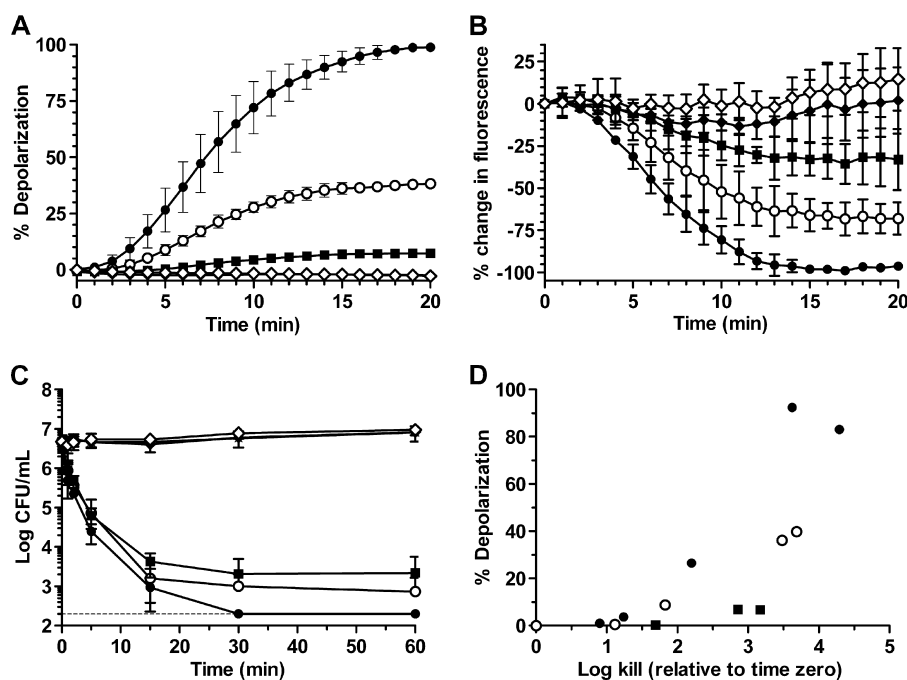 A
% Depolarization
100
75
50
25
0
0 5 10 15 20
Time (min)
B
% change in fluorescence
25
0
-25
-50
-75
-100
0 5 10 15 20
Time (min)
C
Log CFU/mL
8
7
6
5
4
3
2
0 10 20 30 40 50 60
Time (min)
D
% Depolarization
100
80
60
40
20
0
0 1 2 3 4 5
Log kill (relative to time zero)